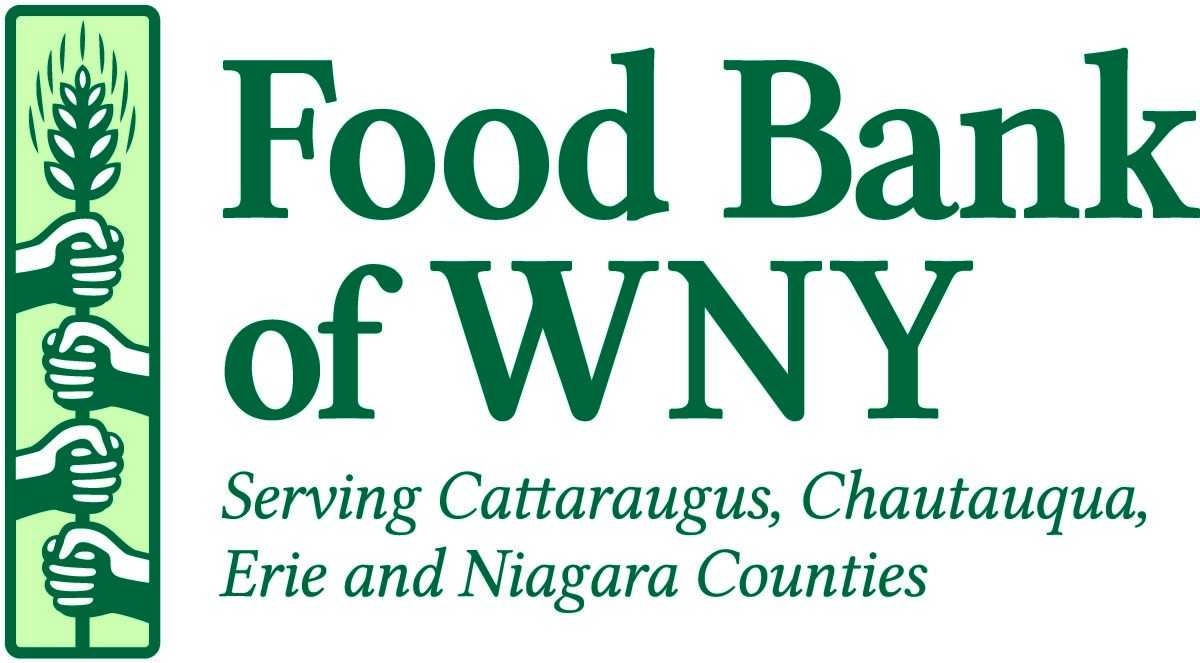 Food Bank
of WNY
Serving Cattaraugus, Chautauqua,
Erie and Niagara Counties